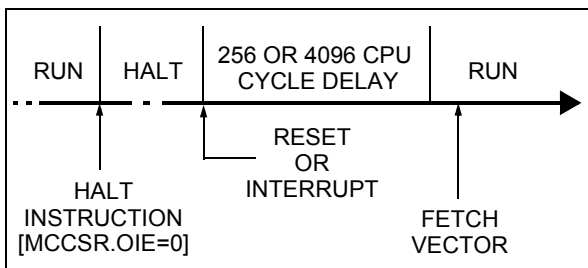 RUN
HALT
256 OR 4096 CPU
CYCLE DELAY
RUN
RESET
OR
INTERRUPT
HALT
INSTRUCTION
[MCCSR.OIE=0]
FETCH
VECTOR